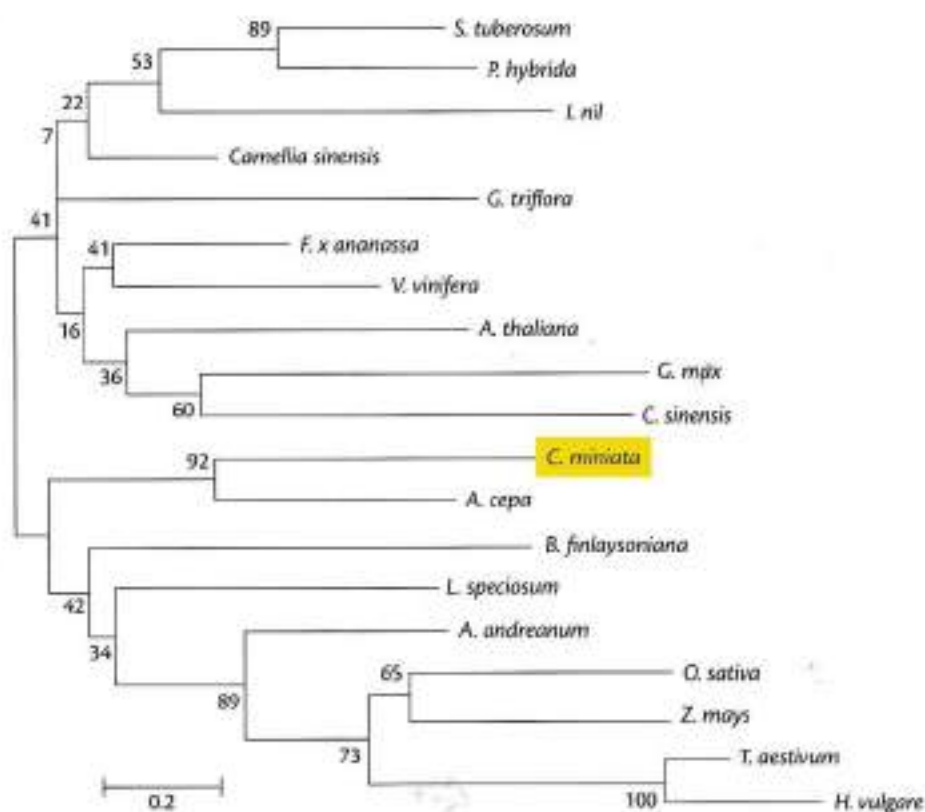 89
S. tuberosum
53
P. hybrida
22
I. nil
7
Camellia sinensis
G. triflora
41
F. x ananassa
41
V. vinifera
16
A. thaliana
36
G. max
60
C. sinensis
92
C. miniata
A. cepa
B. finlaysoniana
42
L. speciosum
34
A. andreanum
65
O. sativa
89
Z. mays
73
T. aestivum
100
H. vulgare
0.2